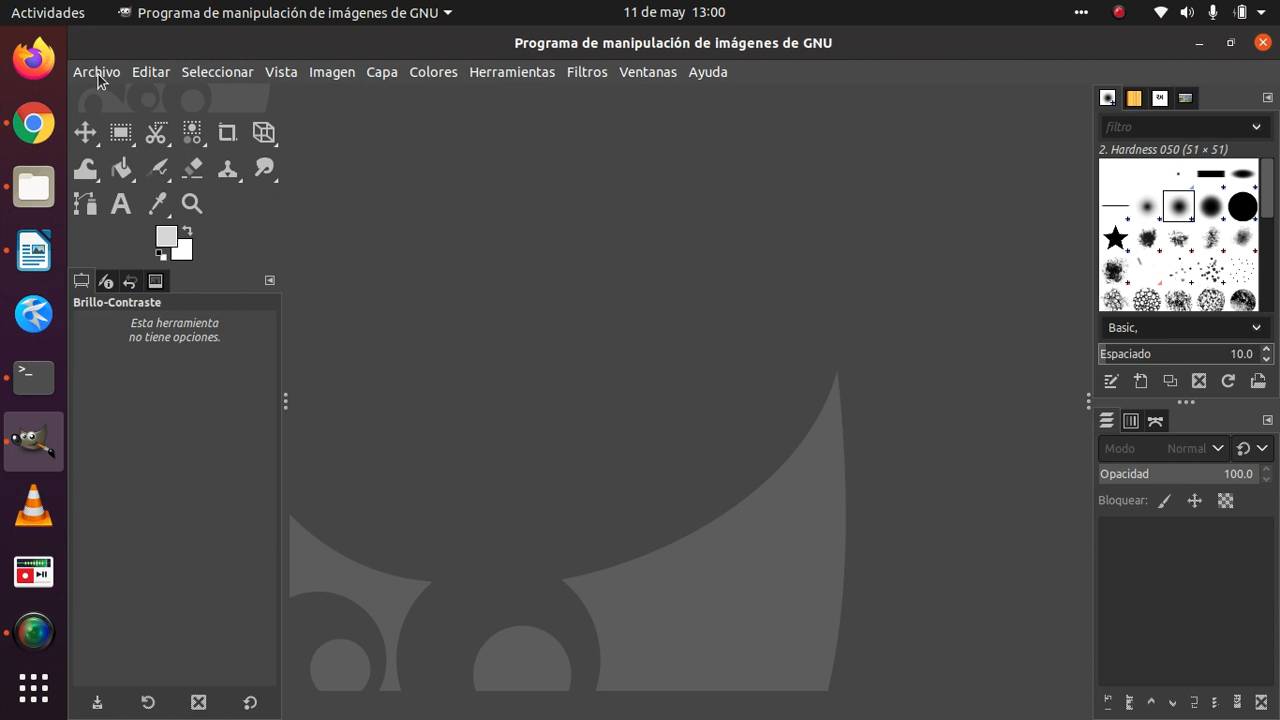 Actividades
Programa de manipulación de imágenes de GNU
11 de may 13:00
Programa de manipulación de imágenes de GNU
Archivo Editar Seleccionar Vista Imagen Capa Colores Herramientas Filtros Ventanas Ayuda
filtro
2. Hardness 050 (51 × 51)
Brillo-Contraste
Esta herramienta
no tiene opciones.
Basic,
Espaciado 10.0
Modo Normal
Opacidad 100.0
Bloquear: